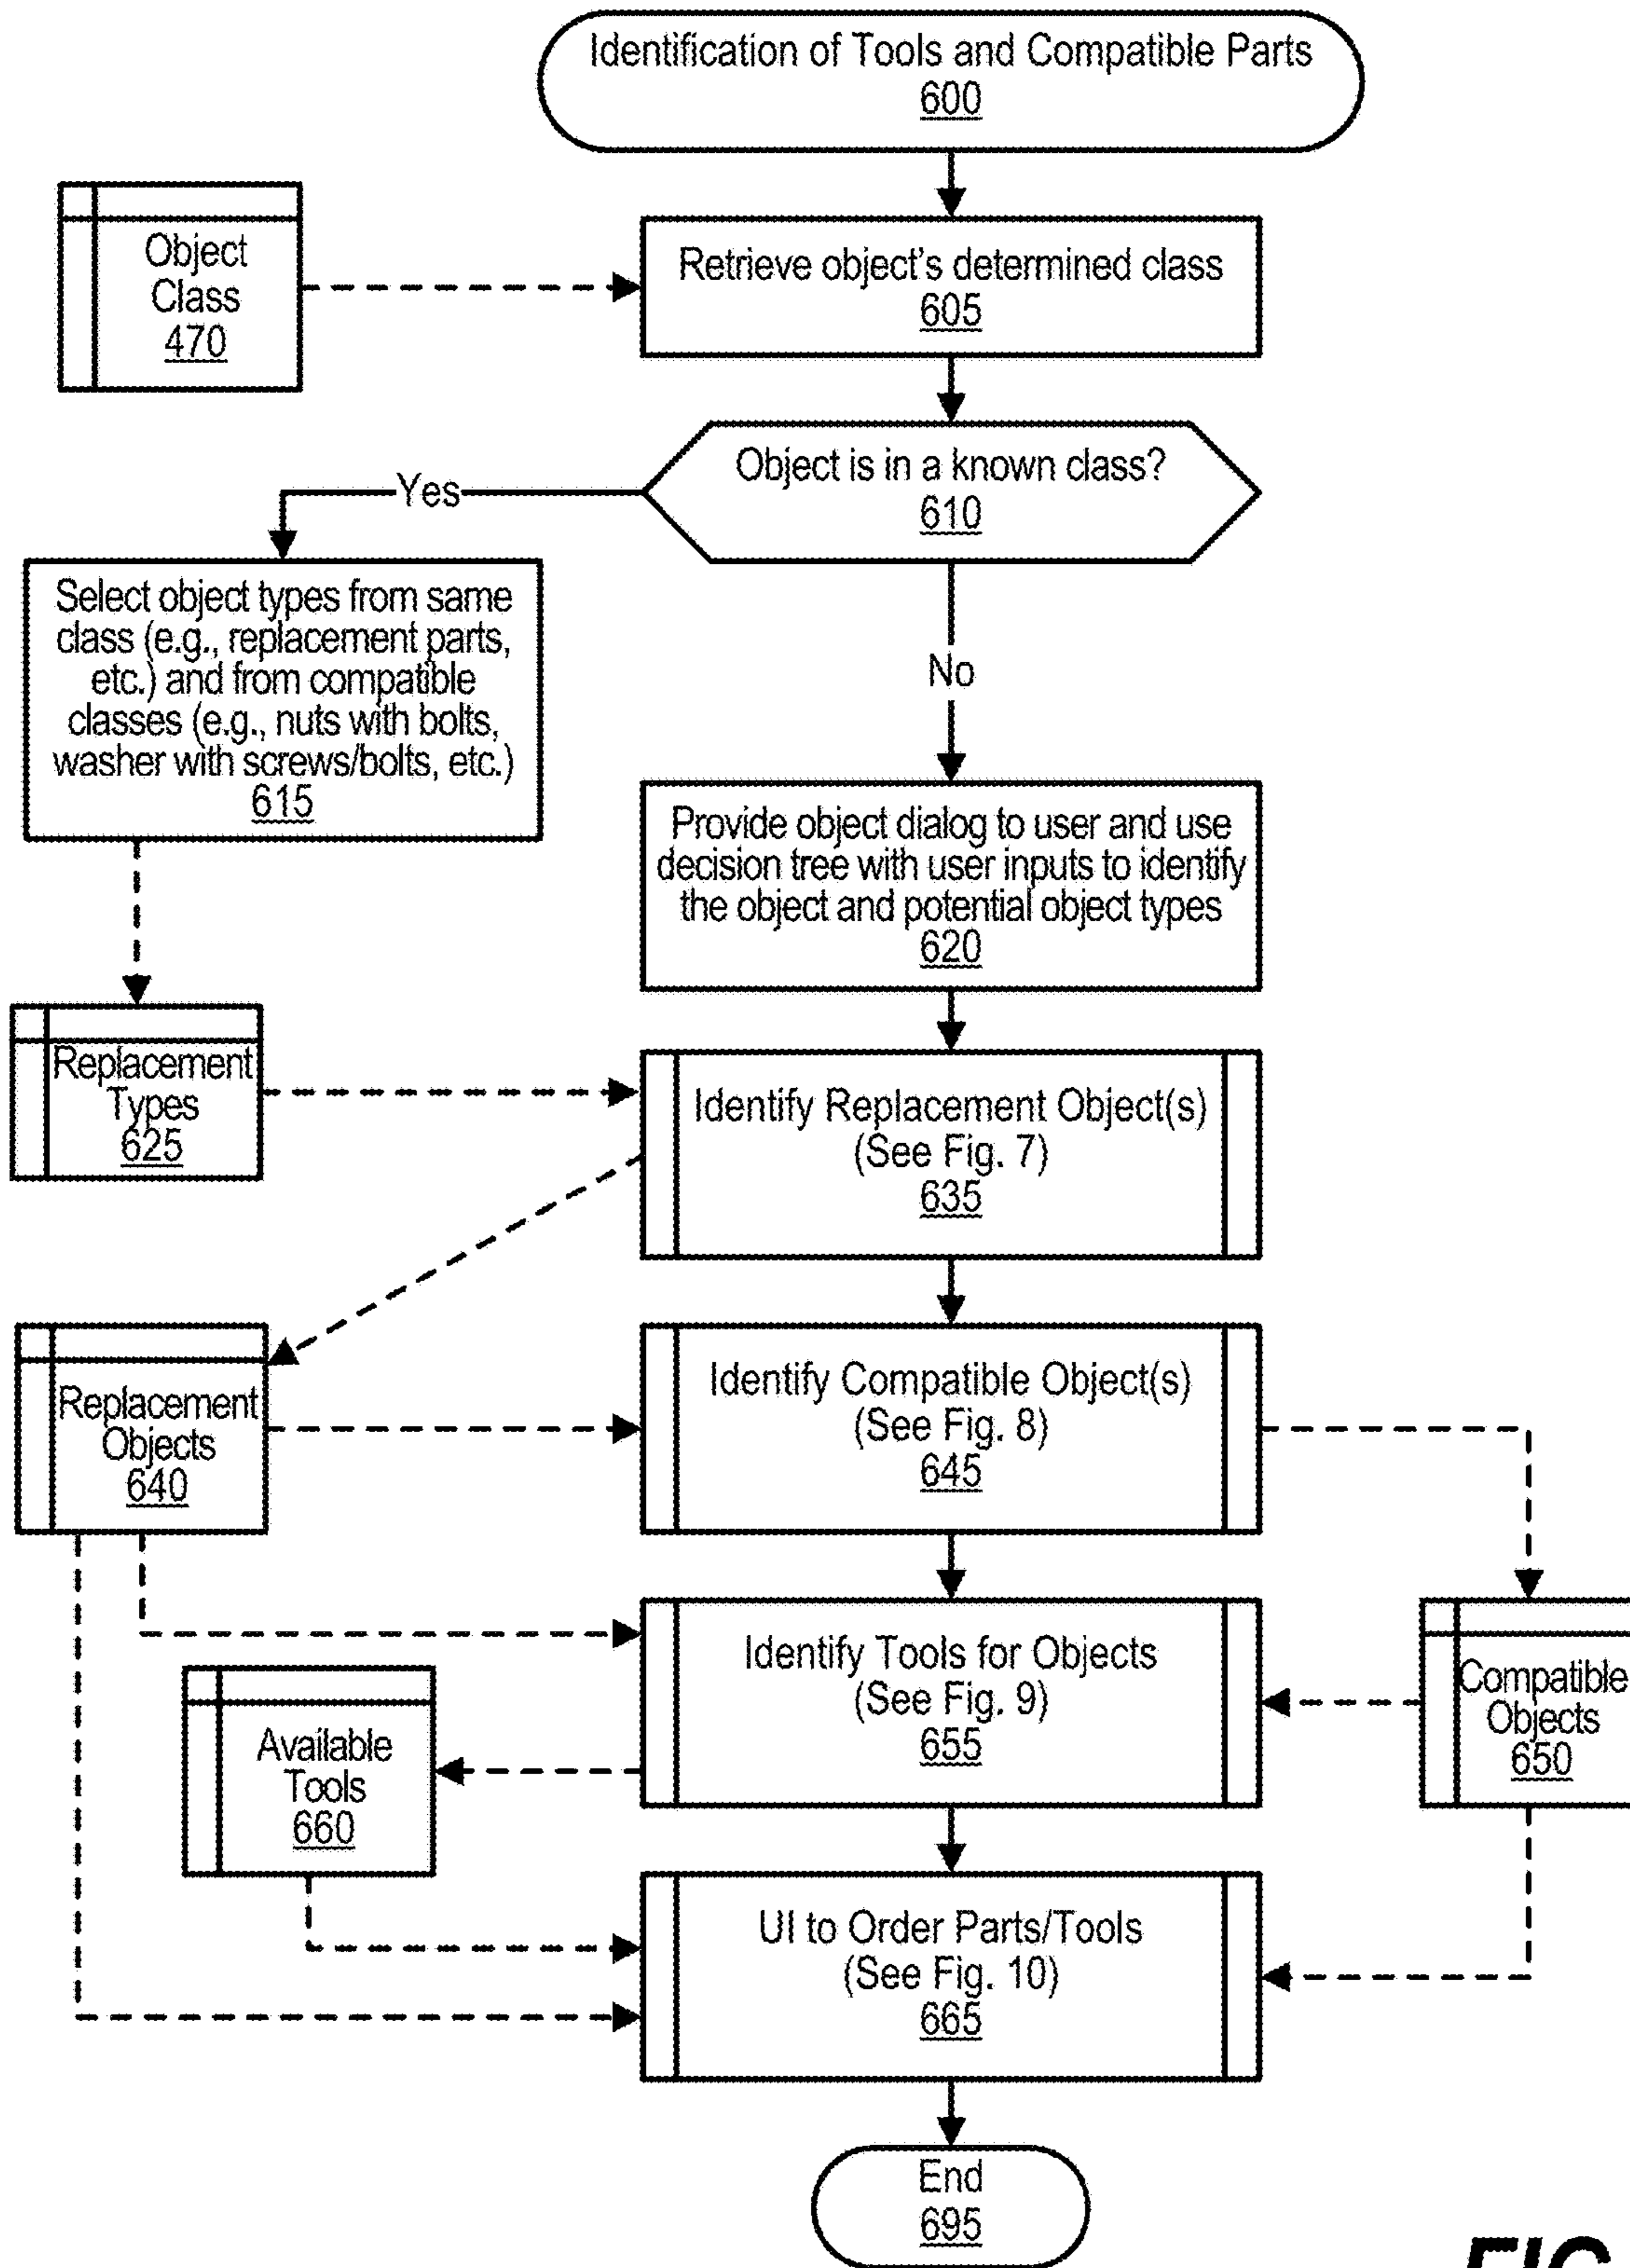 Identification of Tools and Compatible Parts
600
Object
Class
470
Retrieve object's determined class
605
Object is in a known class?
610
Yes
Select object types from same
class (e.g., replacement parts,
etc.) and from compatible
classes (e.g., nuts with bolts,
washer with screws/bolts, etc.)
615
No
Provide object dialog to user and use
decision tree with user inputs to identify
the object and potential object types
620
Replacement
Types
625
Identify Replacement Object(s)
(See Fig. 7)
635
Replacement
Objects
640
Identify Compatible Object(s)
(See Fig. 8)
645
Identify Tools for Objects
(See Fig. 9)
655
Compatible
Objects
650
Available
Tools
660
UI to Order Parts/Tools
(See Fig. 10)
665
End
695